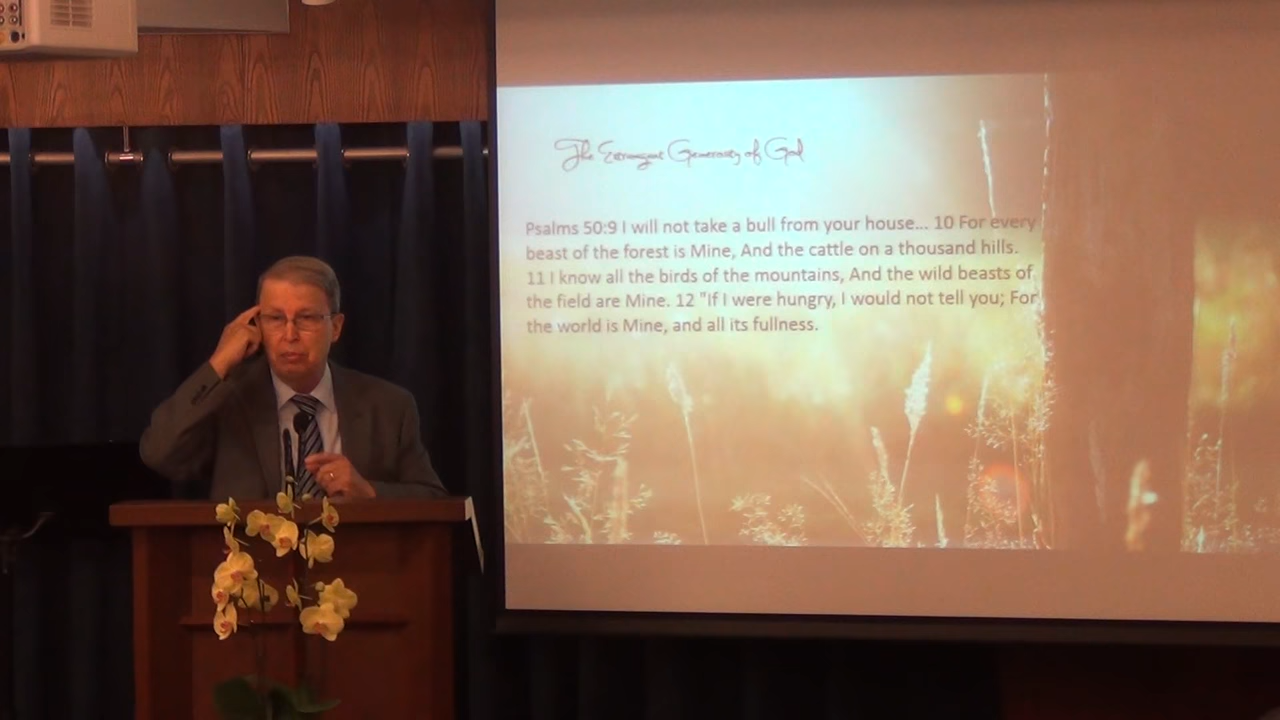 The Extravagant Generosity of God
Psalms 50:9 I will not take a bull from your house... 10 For every
beast of the forest is Mine, And the cattle on a thousand hills.
11 I know all the birds of the mountains, And the wild beasts of
the field are Mine. 12 "If I were hungry, I would not tell you; For
the world is Mine, and all its fullness.